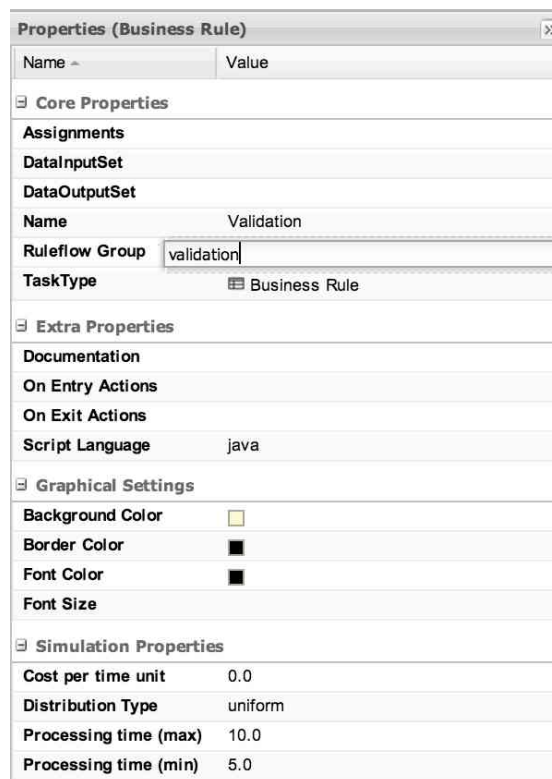 Properties (Business Rule)
Name Value
Core Properties
Assignments
DataInputSet
DataOutputSet
Name Validation
Ruleflow Group validation
TaskType Business Rule
Extra Properties
Documentation
On Entry Actions
On Exit Actions
Script Language java
Graphical Settings
Background Color
Border Color
Font Color
Font Size
Simulation Properties
Cost per time unit 0.0
Distribution Type uniform
Processing time (max) 10.0
Processing time (min) 5.0